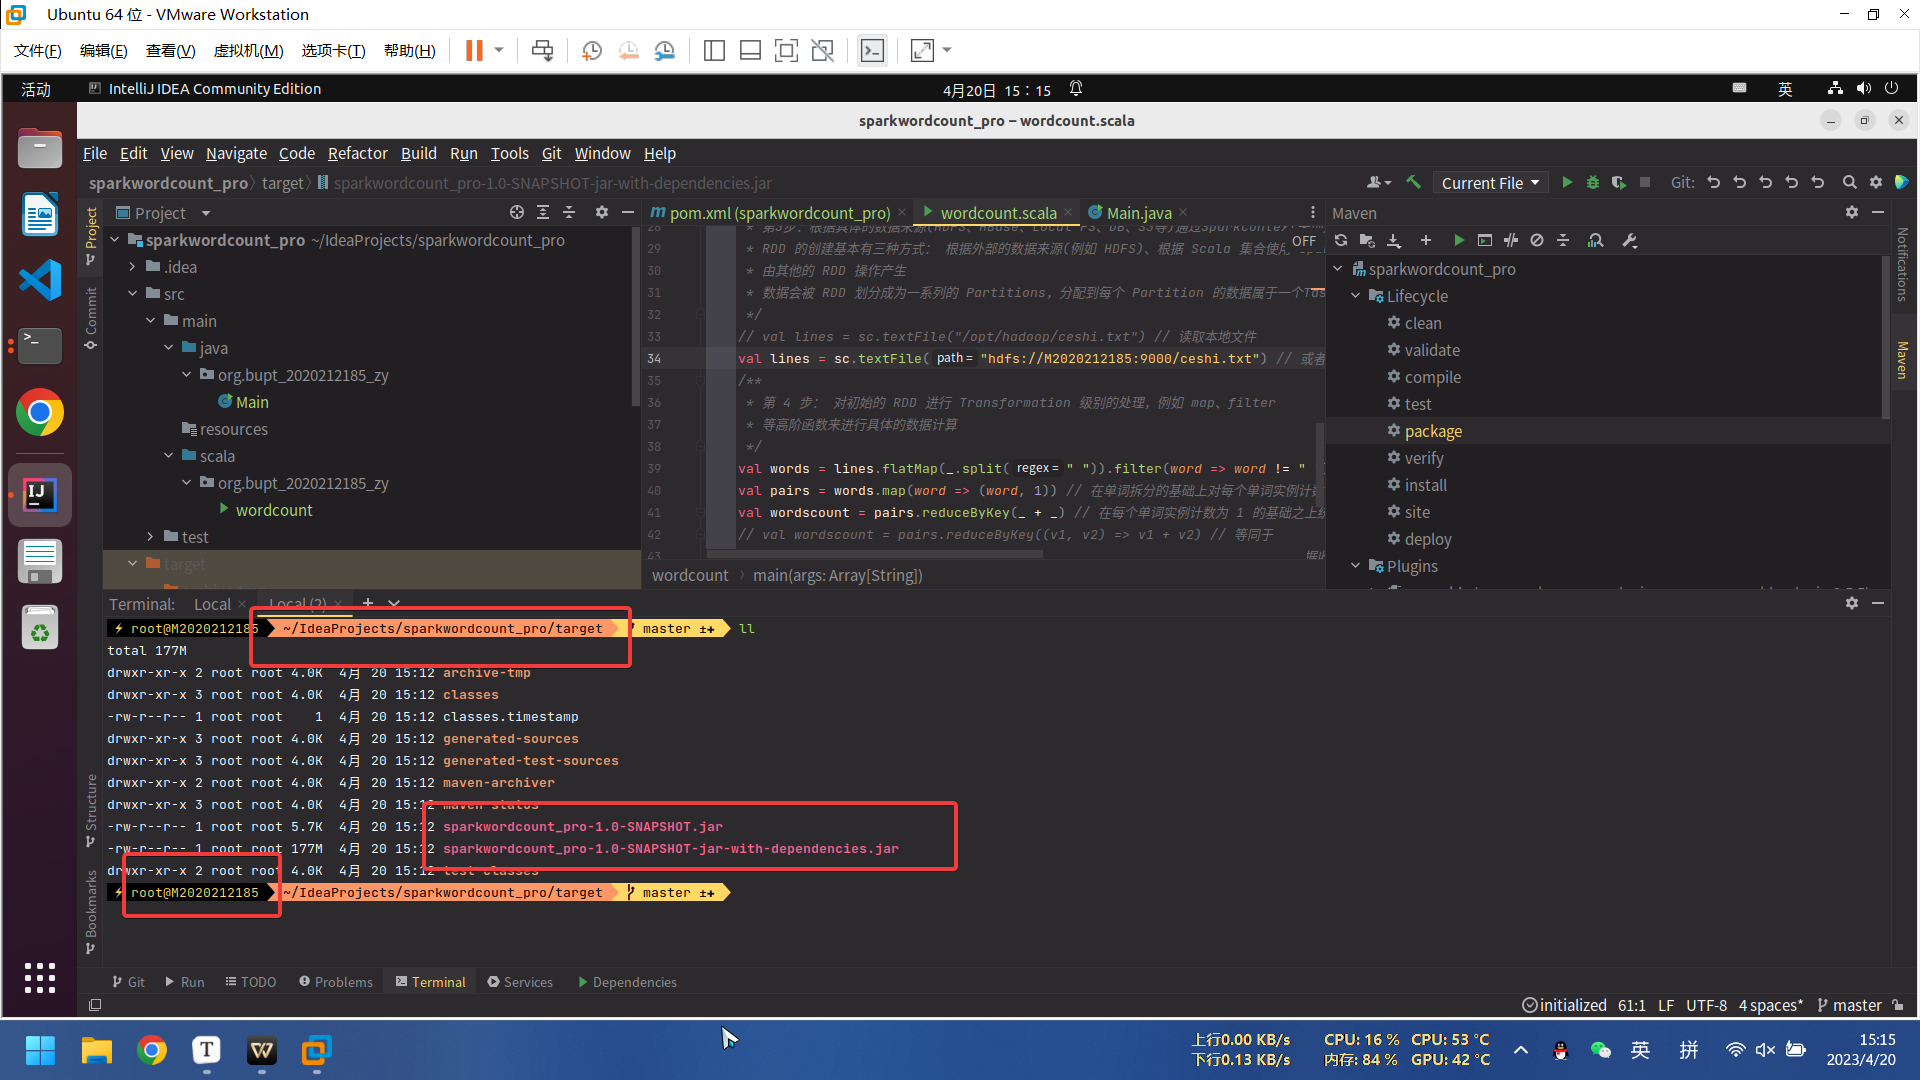 Ubuntu 64 位 - VMware Workstation
文件(F) 编辑(E) 查看(V) 虚拟机(M) 选项卡(T) 帮助(H)
活动 IntelliJ IDEA Community Edition 4月20日 15：15 英
sparkwordcount_pro – wordcount.scala
File Edit View Navigate Code Refactor Build Run Tools Git Window Help
sparkwordcount_pro target sparkwordcount_pro-1.0-SNAPSHOT-jar-with-dependencies.jar Current File Git:
Project
Commit
Structure
Bookmarks
Project
sparkwordcount_pro ~/IdeaProjects/sparkwordcount_pro
.idea
src
main
java
org.bupt_2020212185_zy
Main
resources
scala
org.bupt_2020212185_zy
wordcount
test
target
pom.xml (sparkwordcount_pro) wordcount.scala Main.java
OFF
29 * RDD 的创建基本有三种方式： 根据外部的数据来源(例如 HDFS)、根据 Scala 集合使用
30 * 由其他的 RDD 操作产生
31 * 数据会被 RDD 划分成为一系列的 Partitions，分配到每个 Partition 的数据属于一个Tas
32 */
33 // val lines = sc.textFile("/opt/hadoop/ceshi.txt") // 读取本地文件
34 val lines = sc.textFile( path = "hdfs://M2020212185:9000/ceshi.txt") // 或者
35 /**
36 * 第 4 步： 对初始的 RDD 进行 Transformation 级别的处理，例如 map、filter
37 * 等高阶函数来进行具体的数据计算
38 */
39 val words = lines.flatMap(_.split( regex = " ")).filter(word => word != "
40 val pairs = words.map(word => (word, 1)) // 在单词拆分的基础上对每个单词实例计数
41 val wordscount = pairs.reduceByKey(_ + _) // 在每个单词实例计数为 1 的基础之上统
42 // val wordscount = pairs.reduceByKey((v1, v2) => v1 + v2) // 等同于
43
wordcount main(args: Array[String])
Maven
sparkwordcount_pro
Lifecycle
clean
validate
compile
test
package
verify
install
site
deploy
Plugins
Notifications
Maven
Terminal: Local Local (2)
root@M2020212185 ~/IdeaProjects/sparkwordcount_pro/target master ±✚ ll
total 177M
drwxr-xr-x 2 root root 4.0K 4月 20 15:12 archive-tmp
drwxr-xr-x 3 root root 4.0K 4月 20 15:12 classes
-rw-r--r-- 1 root root 1 4月 20 15:12 classes.timestamp
drwxr-xr-x 3 root root 4.0K 4月 20 15:12 generated-sources
drwxr-xr-x 3 root root 4.0K 4月 20 15:12 generated-test-sources
drwxr-xr-x 2 root root 4.0K 4月 20 15:12 maven-archiver
drwxr-xr-x 3 root root 4.0K 4月 20 15:12 maven-status
-rw-r--r-- 1 root root 5.7K 4月 20 15:12 sparkwordcount_pro-1.0-SNAPSHOT.jar
-rw-r--r-- 1 root root 177M 4月 20 15:12 sparkwordcount_pro-1.0-SNAPSHOT-jar-with-dependencies.jar
drwxr-xr-x 2 root root 4.0K 4月 20 15:12 test-classes
root@M2020212185 ~/IdeaProjects/sparkwordcount_pro/target master ±✚
Git Run TODO Problems Terminal Services Dependencies
initialized 61:1 LF UTF-8 4 spaces* master
上行0.00 KB/s CPU: 16 % CPU: 53 °C
下行0.13 KB/s 内存: 84 % GPU: 42 °C
英 拼
15:15
2023/4/20